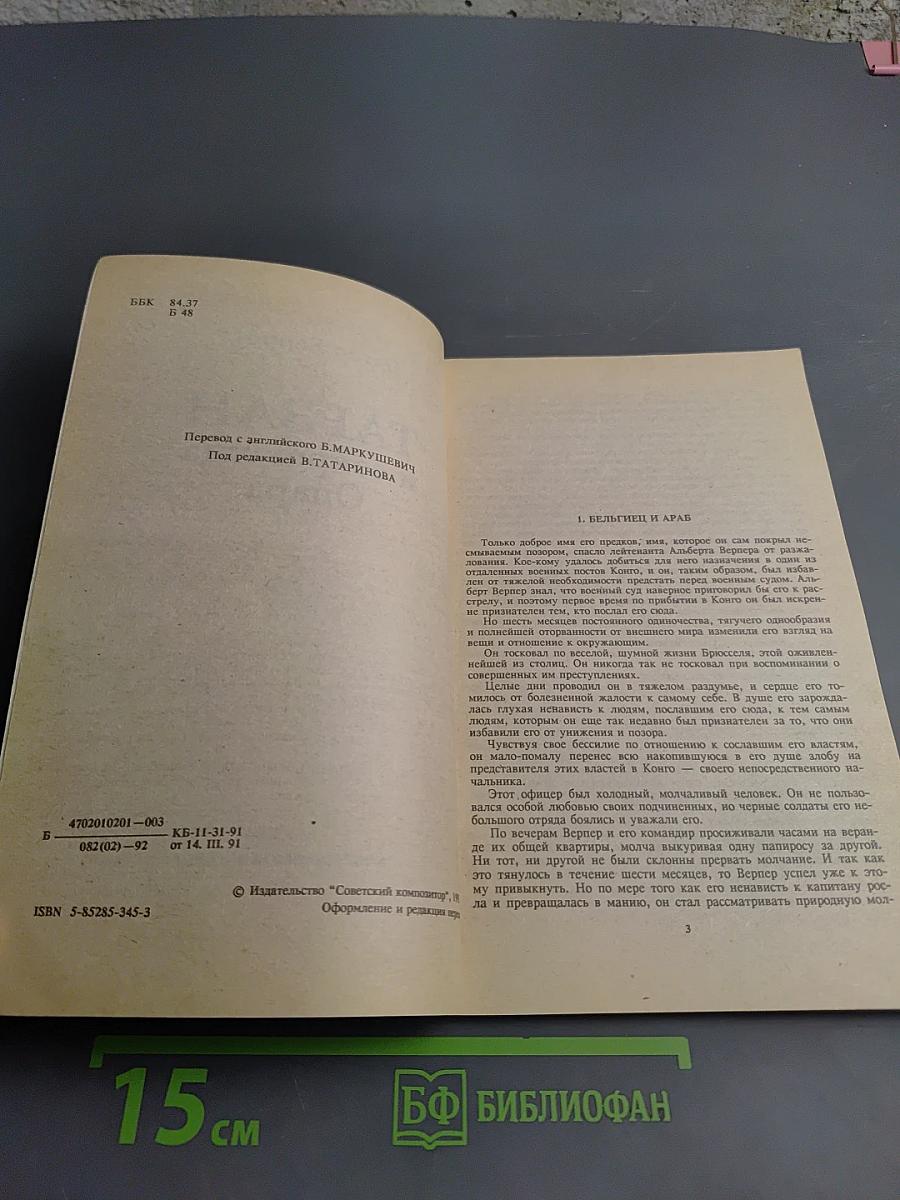 ББК 84.37
Б 48
Перевод с английского Б.МАРКУШЕВИЧ
Под редакцией В.ТАТАРИНОВА
4702010201—003
Б ———— КБ-11-31-91
082(02)—92 от 14. III. 91
© Издательство "Советский композитор",
Оформление и редакция
ISBN 5-85285-345-3
1. БЕЛЬГИЕЦ И АРАБ
Только доброе имя его предков, имя, которое он сам покрыл не-
смываемым позором, спасло лейтенанта Альберта Верпера от разжа-
лования. Кое-кому удалось добиться для него назначения в один из
отдаленных военных постов Конго, и он, таким образом, был избав-
лен от тяжелой необходимости предстать перед военным судом. Аль-
берт Верпер знал, что военный суд наверное приговорил бы его к рас-
стрелу, и поэтому первое время по прибытии в Конго он был искрен-
не признателен тем, кто послал его сюда.
Но шесть месяцев постоянного одиночества, тягучего однообразия
и полнейшей оторванности от внешнего мира изменили его взгляд на
вещи и отношение к окружающим.
Он тосковал по веселой, шумной жизни Брюсселя, этой оживлен-
нейшей из столиц. Он никогда так не тосковал при воспоминании о
совершенных им преступлениях.
Целые дни проводил он в тяжелом раздумье, и сердце его то-
милось от болезненной жалости к самому себе. В душе его зарожда-
лась глухая ненависть к людям, пославшим его сюда, к тем самым
людям, которым он еще так недавно был признателен за то, что они
избавили его от унижения и позора.
Чувствуя свое бессилие по отношению к сославшим его властям,
он мало-помалу перенес всю накопившуюся в его душе злобу на
представителя этих властей в Конго — своего непосредственного на-
чальника.
Этот офицер был холодный, молчаливый человек. Он не пользо-
вался особой любовью своих подчиненных, но черные солдаты его не-
большого отряда боялись и уважали его.
По вечерам Верпер и его командир просиживали часами на веран-
де их общей квартиры, молча выкуривая одну папиросу за другой.
Ни тот, ни другой не были склонны прервать молчание. И так как
это тянулось в течение шести месяцев, то Верпер успел уже к это-
му привыкнуть. Но по мере того как его ненависть к капитану рос-
ла и превращалась в манию, он стал рассматривать природную мол-
3
15 см
БФ БИБЛИОФАН